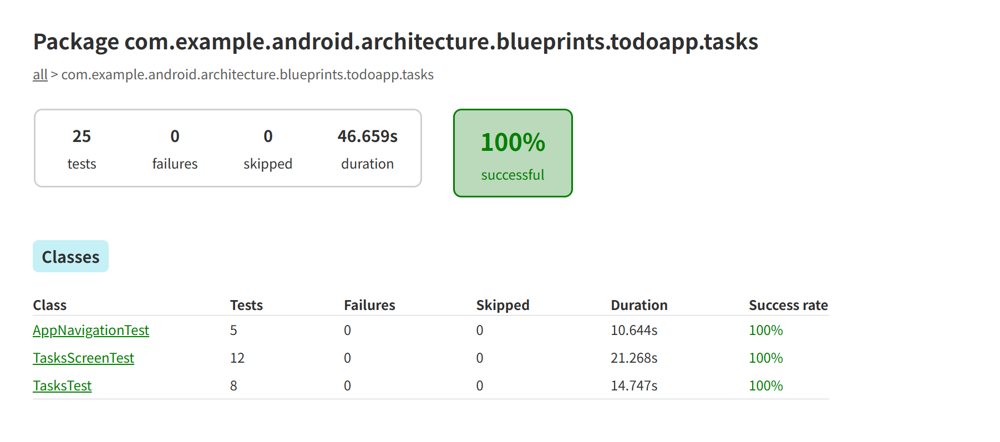 Package com.example.android.architecture.blueprints.todoapp.tasks
all > com.example.android.architecture.blueprints.todoapp.tasks
25 0 0 46.659s
tests failures skipped duration
100%
successful
Classes
Class Tests Failures Skipped Duration Success rate
AppNavigationTest 5 0 0 10.644s 100%
TasksScreenTest 12 0 0 21.268s 100%
TasksTest 8 0 0 14.747s 100%